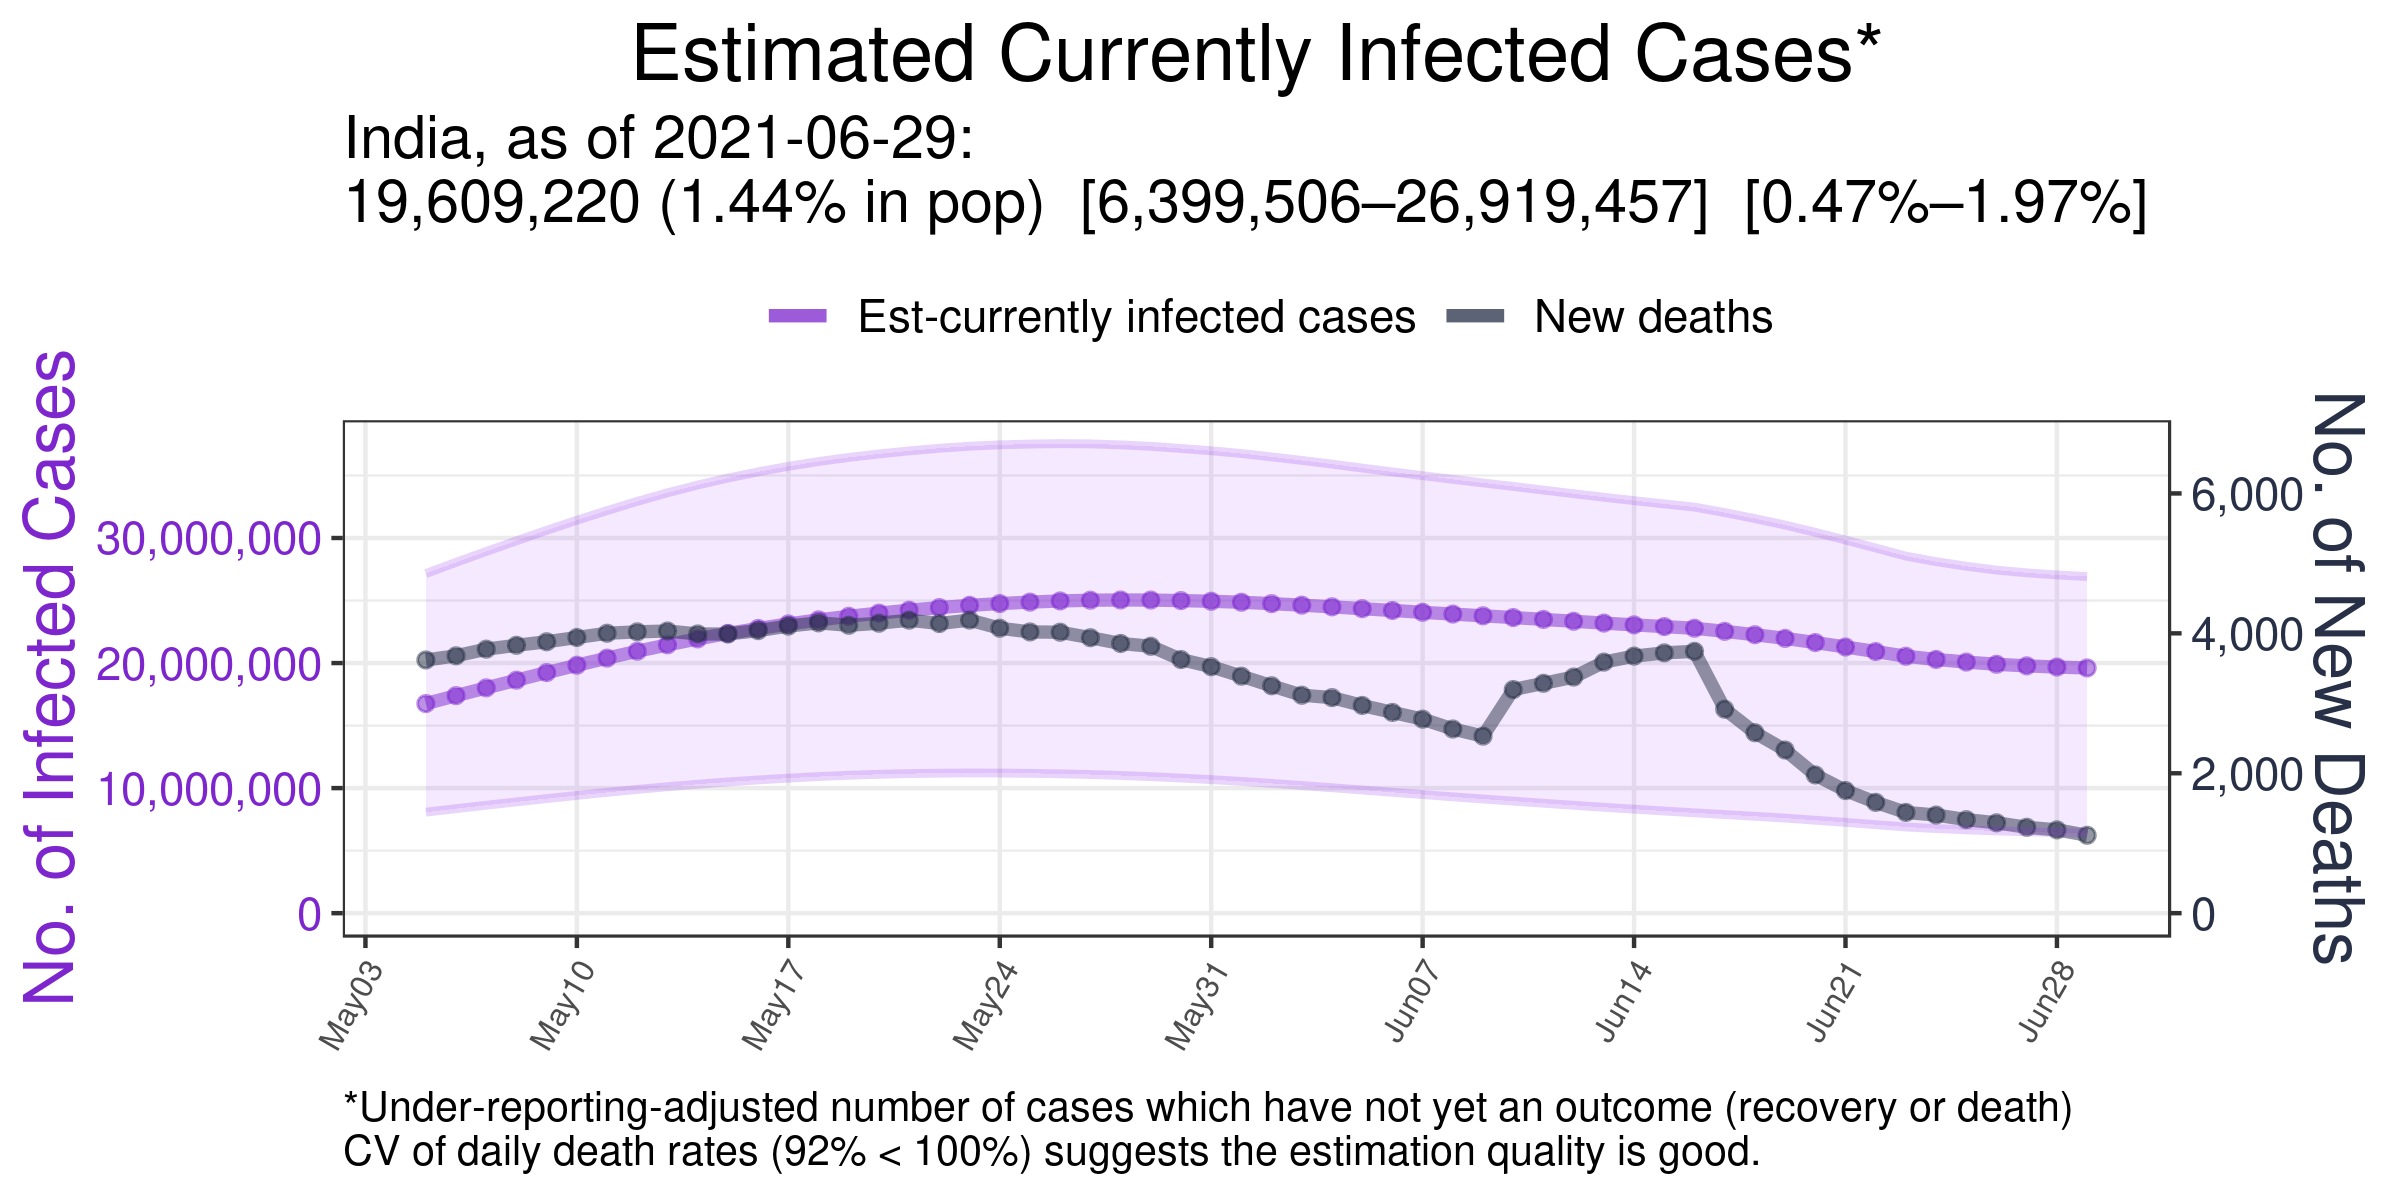 Estimated Currently Infected Cases*
India, as of 2021-06-29:
19,609,220 (1.44% in pop)  [6,399,506–26,919,457]  [0.47%–1.97%]
Est-currently infected cases
New deaths
No. of Infected Cases
30,000,000
20,000,000
10,000,000
0
6,000
4,000
2,000
0
No. of New Deaths
May03
May10
May17
May24
May31
Jun07
Jun14
Jun21
Jun28
*Under-reporting-adjusted number of cases which have not yet an outcome (recovery or death)
CV of daily death rates (92% < 100%) suggests the estimation quality is good.